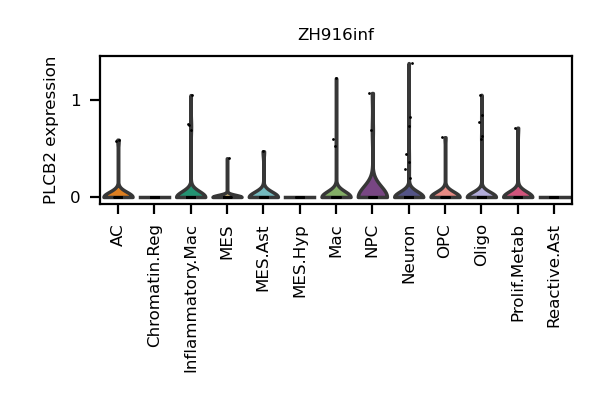 ZH916inf
PLCB2 expression
1
0
AC
Chromatin.Reg
Inflammatory.Mac
MES
MES.Ast
MES.Hyp
Mac
NPC
Neuron
OPC
Oligo
Prolif.Metab
Reactive.Ast